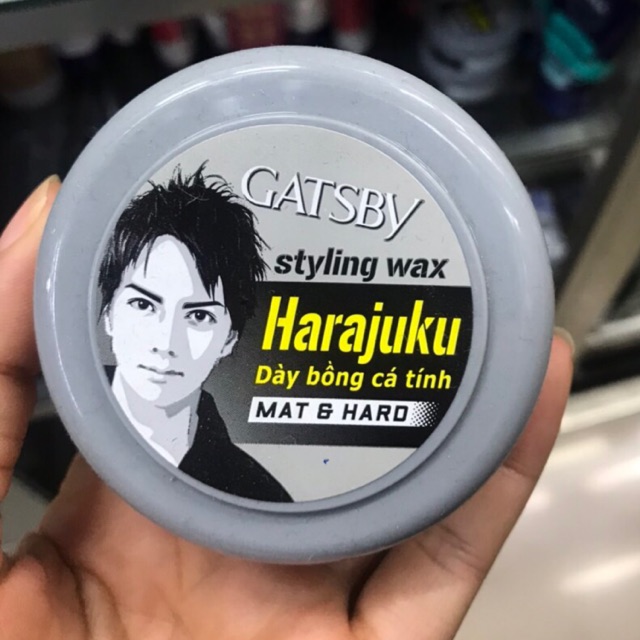 GATSBY
styling wax
Harajuku
Dày bồng cá tính
MAT & HARD